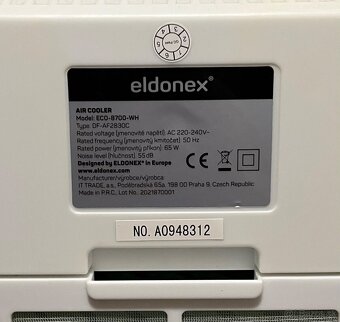 eldonex®
AIR COOLER
Model: ECO-8700-WH
Type: DF-AF2830C
Rated voltage (jmenovité napětí): AC 220-240V~
Rated frequency (jmenovitý kmitočet): 50 Hz
Rated power (jmenovitý příkon): 65 W
Noise level (hlučnost): 55 dB
Designed by ELDONEX® in Europe
www.eldonex.com
Manufacturer/výrobce/výrobca:
IT TRADE, a.s., Poděbradská 65a, 198 00 Praha 9, Czech Republic
Made in P.R.C., Lot No.: 2021870001
NO. A0948312